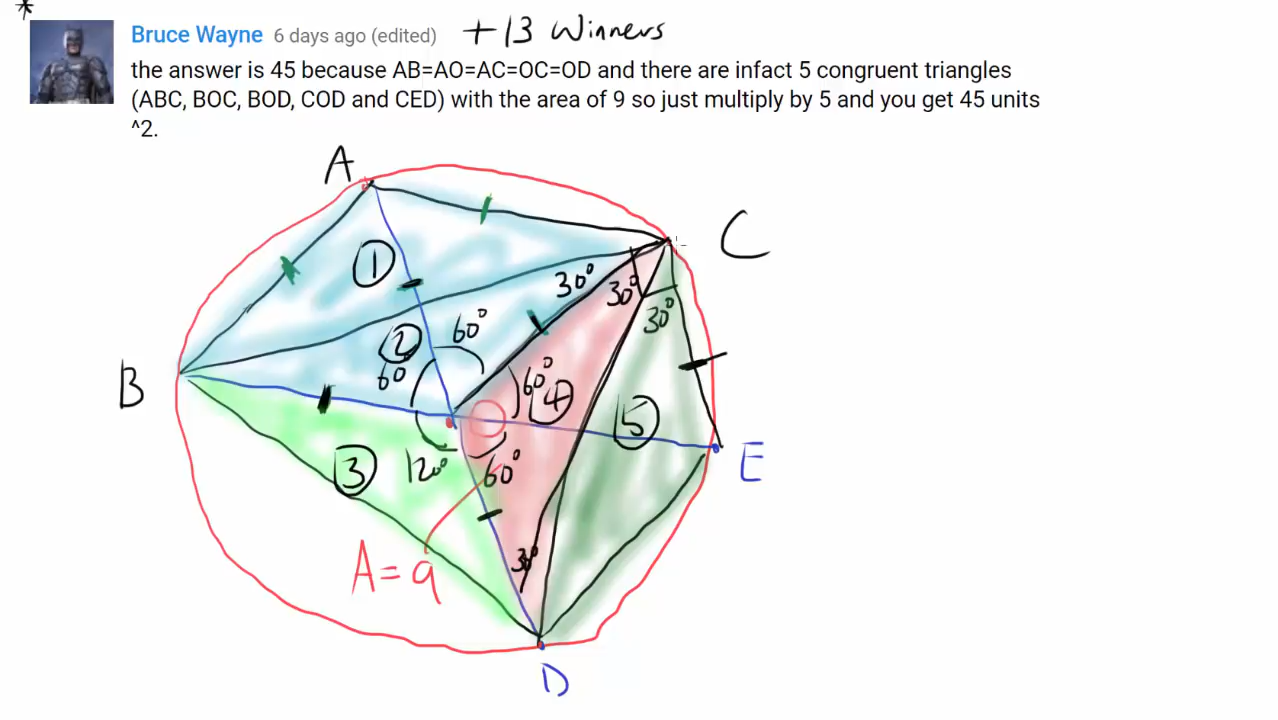 *
Bruce Wayne 6 days ago (edited) +13 Winners
the answer is 45 because AB=AO=AC=OC=OD and there are infact 5 congruent triangles
(ABC, BOC, BOD, COD and CED) with the area of 9 so just multiply by 5 and you get 45 units
^2.
A
C
1
30°
30°
30°
2
60°
60
60°
4
B
5
O
E
3
120°
60°
30°
A=9
D